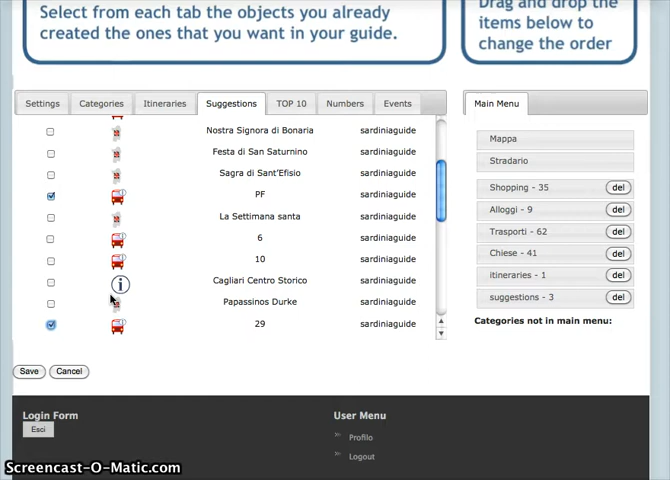 Select from each tab the objects you already
created the ones that you want in your guide.
Drag and drop the
items below to
change the order
Settings Categories Itineraries Suggestions TOP 10 Numbers Events
Main Menu
Nostra Signora di Bonaria sardiniaguide
Festa di San Saturnino sardiniaguide
Sagra di Sant'Efisio sardiniaguide
PF sardiniaguide
La Settimana santa sardiniaguide
6 sardiniaguide
10 sardiniaguide
i Cagliari Centro Storico sardiniaguide
Papassinos Durke sardiniaguide
29 sardiniaguide
Mappa
Stradario
Shopping - 35 del
Alloggi - 9 del
Trasporti - 62 del
Chiese - 41 del
itineraries - 1 del
suggestions - 3 del
Categories not in main menu:
Save Cancel
Login Form
Esci
User Menu
Profilo
Logout
Screencast-O-Matic.com